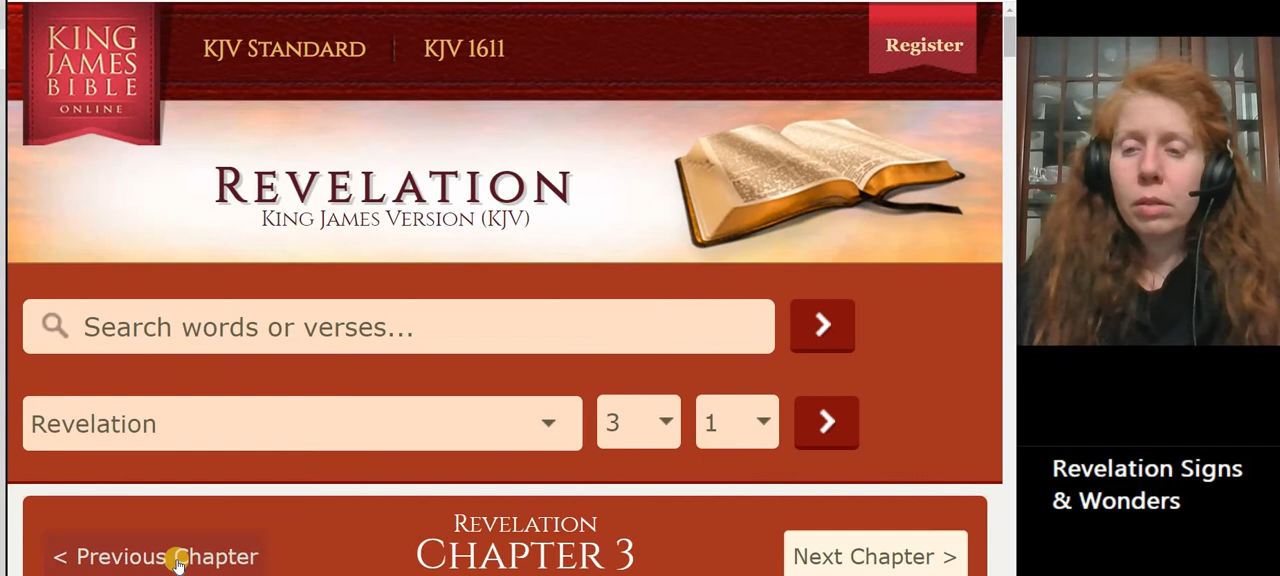 KING
JAMES
BIBLE
ONLINE
KJV STANDARD
KJV 1611
Register
REVELATION
KING JAMES VERSION (KJV)
Search words or verses...
Revelation
3
1
REVELATION
CHAPTER 3
< Previous Chapter
Next Chapter >
Revelation Signs
& Wonders